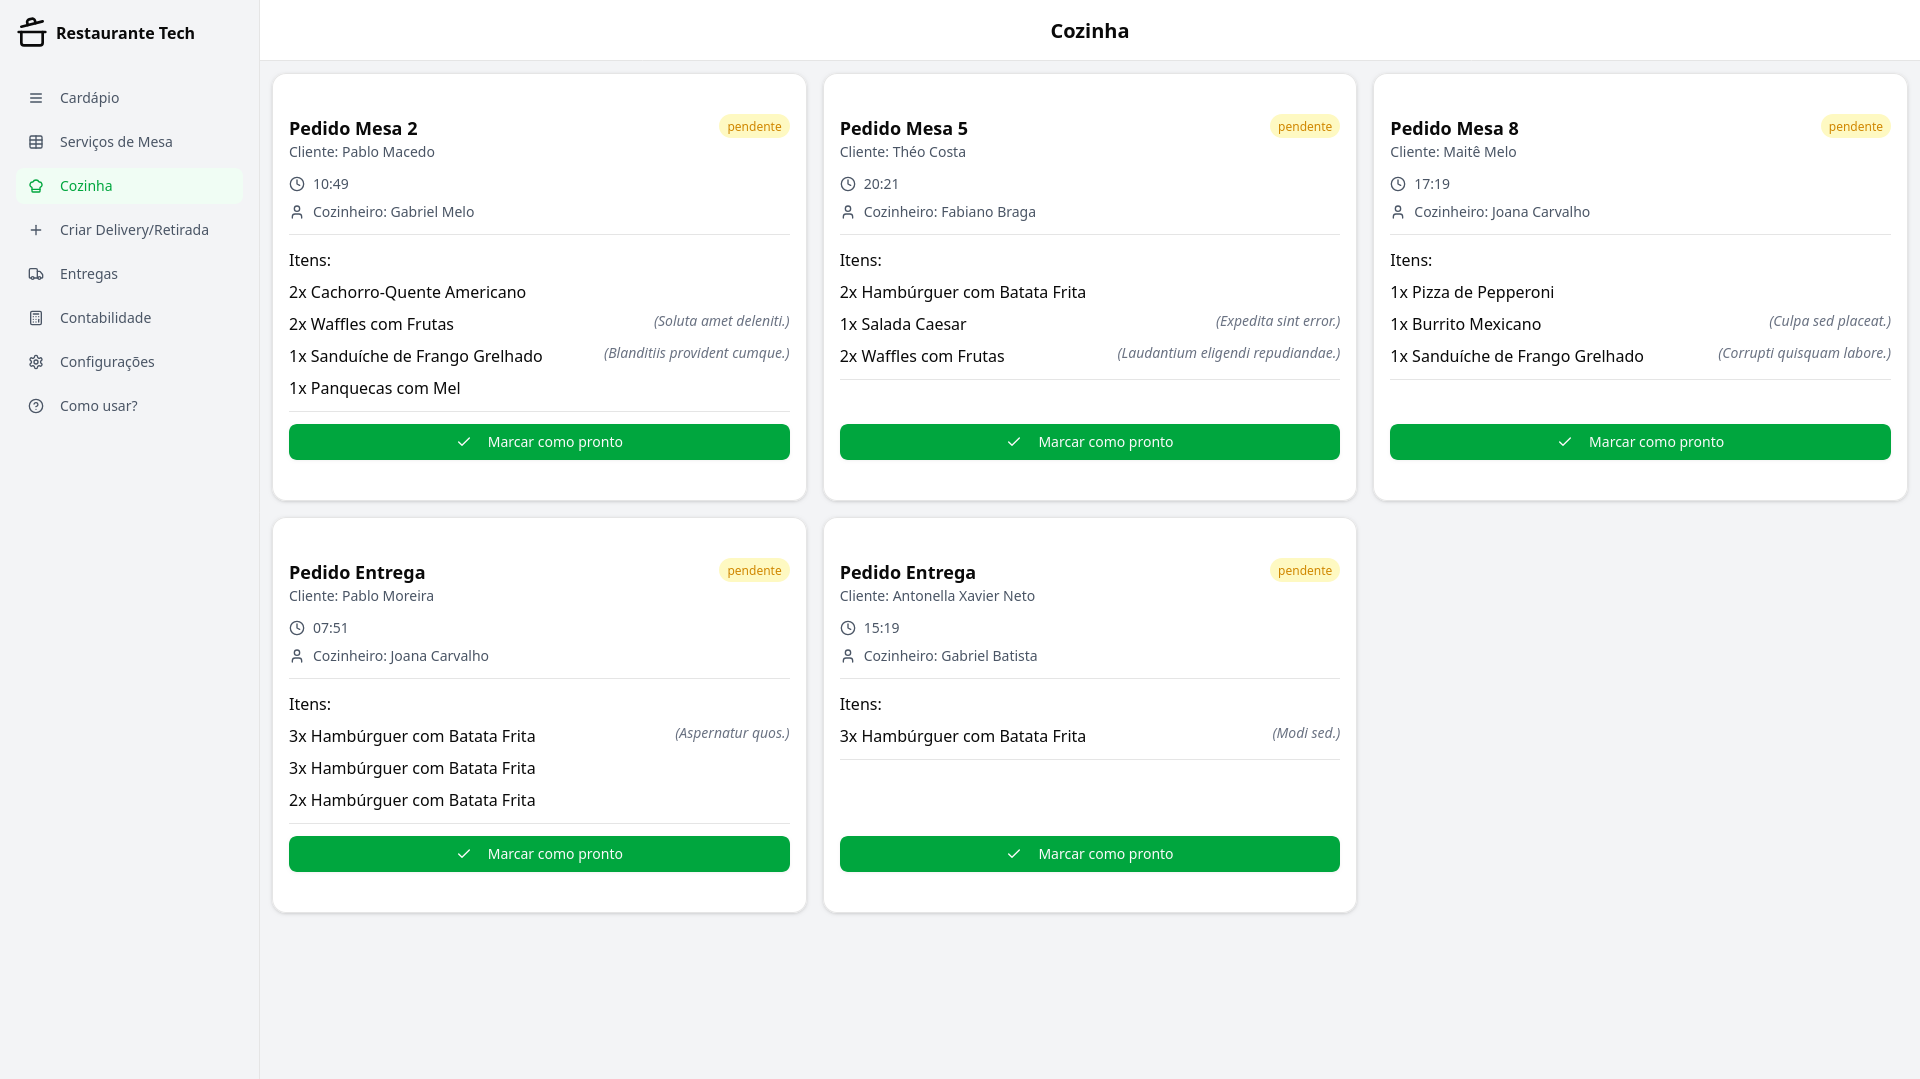 Restaurante Tech
Cardápio
Serviços de Mesa
Cozinha
Criar Delivery/Retirada
Entregas
Contabilidade
Configurações
Como usar?
Cozinha
Pedido Mesa 2
pendente
Cliente: Pablo Macedo
10:49
Cozinheiro: Gabriel Melo
Itens:
2x Cachorro-Quente Americano
2x Waffles com Frutas (Soluta amet deleniti.)
1x Sanduíche de Frango Grelhado (Blanditiis provident cumque.)
1x Panquecas com Mel
Marcar como pronto
Pedido Mesa 5
pendente
Cliente: Théo Costa
20:21
Cozinheiro: Fabiano Braga
Itens:
2x Hambúrguer com Batata Frita
1x Salada Caesar (Expedita sint error.)
2x Waffles com Frutas (Laudantium eligendi repudiandae.)
Marcar como pronto
Pedido Mesa 8
pendente
Cliente: Maitê Melo
17:19
Cozinheiro: Joana Carvalho
Itens:
1x Pizza de Pepperoni
1x Burrito Mexicano (Culpa sed placeat.)
1x Sanduíche de Frango Grelhado (Corrupti quisquam labore.)
Marcar como pronto
Pedido Entrega
pendente
Cliente: Pablo Moreira
07:51
Cozinheiro: Joana Carvalho
Itens:
3x Hambúrguer com Batata Frita (Aspernatur quos.)
3x Hambúrguer com Batata Frita
2x Hambúrguer com Batata Frita
Marcar como pronto
Pedido Entrega
pendente
Cliente: Antonella Xavier Neto
15:19
Cozinheiro: Gabriel Batista
Itens:
3x Hambúrguer com Batata Frita (Modi sed.)
Marcar como pronto